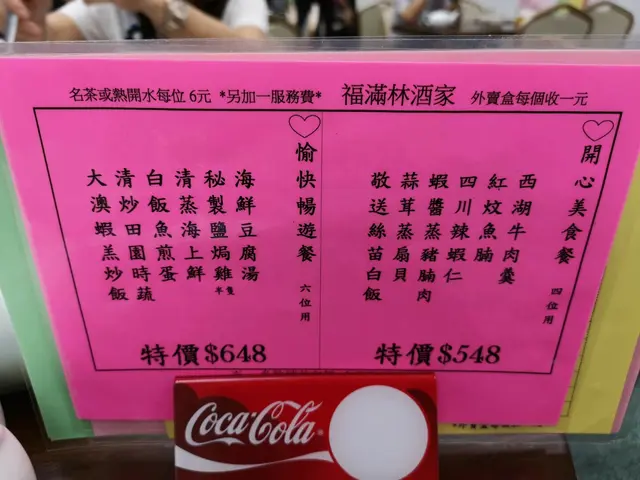 名茶或熱開水每位 6元 *另加一服務費* 福滿林酒家 外賣盒每個收一元
開心美食餐 四位用
西湖牛肉羹
紅炆魚腩
四川辣蝦仁
蝦醬蒸豬腩肉
蒜茸蒸扇貝
敬送絲苗白飯
特價$548
愉快暢遊餐 六位用
海鮮豆腐湯
秘製鹽焗雞 半隻
清蒸海上鮮
白飯魚煎蛋
清炒田園時蔬
大澳蝦羔炒飯
特價$648
Coca-Cola